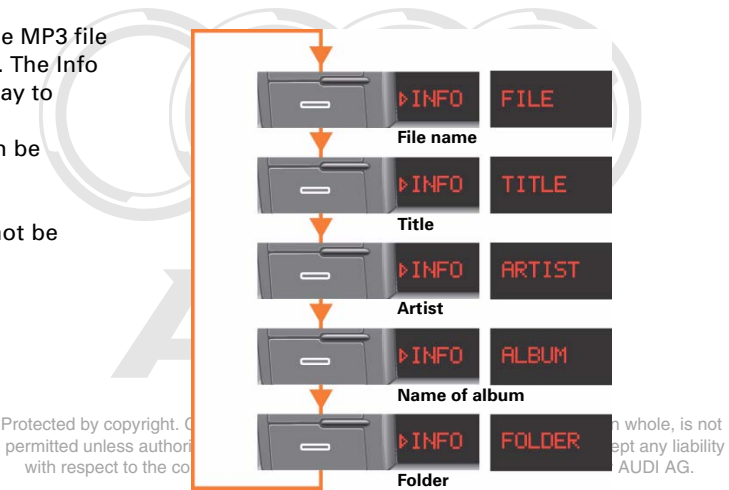 e MP3 file
. The Info
ay to
n be
not be
▹INFO FILE
File name
▹INFO TITLE
Title
▹INFO ARTIST
Artist
▹INFO ALBUM
Name of album
▹INFO FOLDER
Folder
Protected by copyright. C n whole, is not
permitted unless authori ept any liability
with respect to the co AUDI AG.